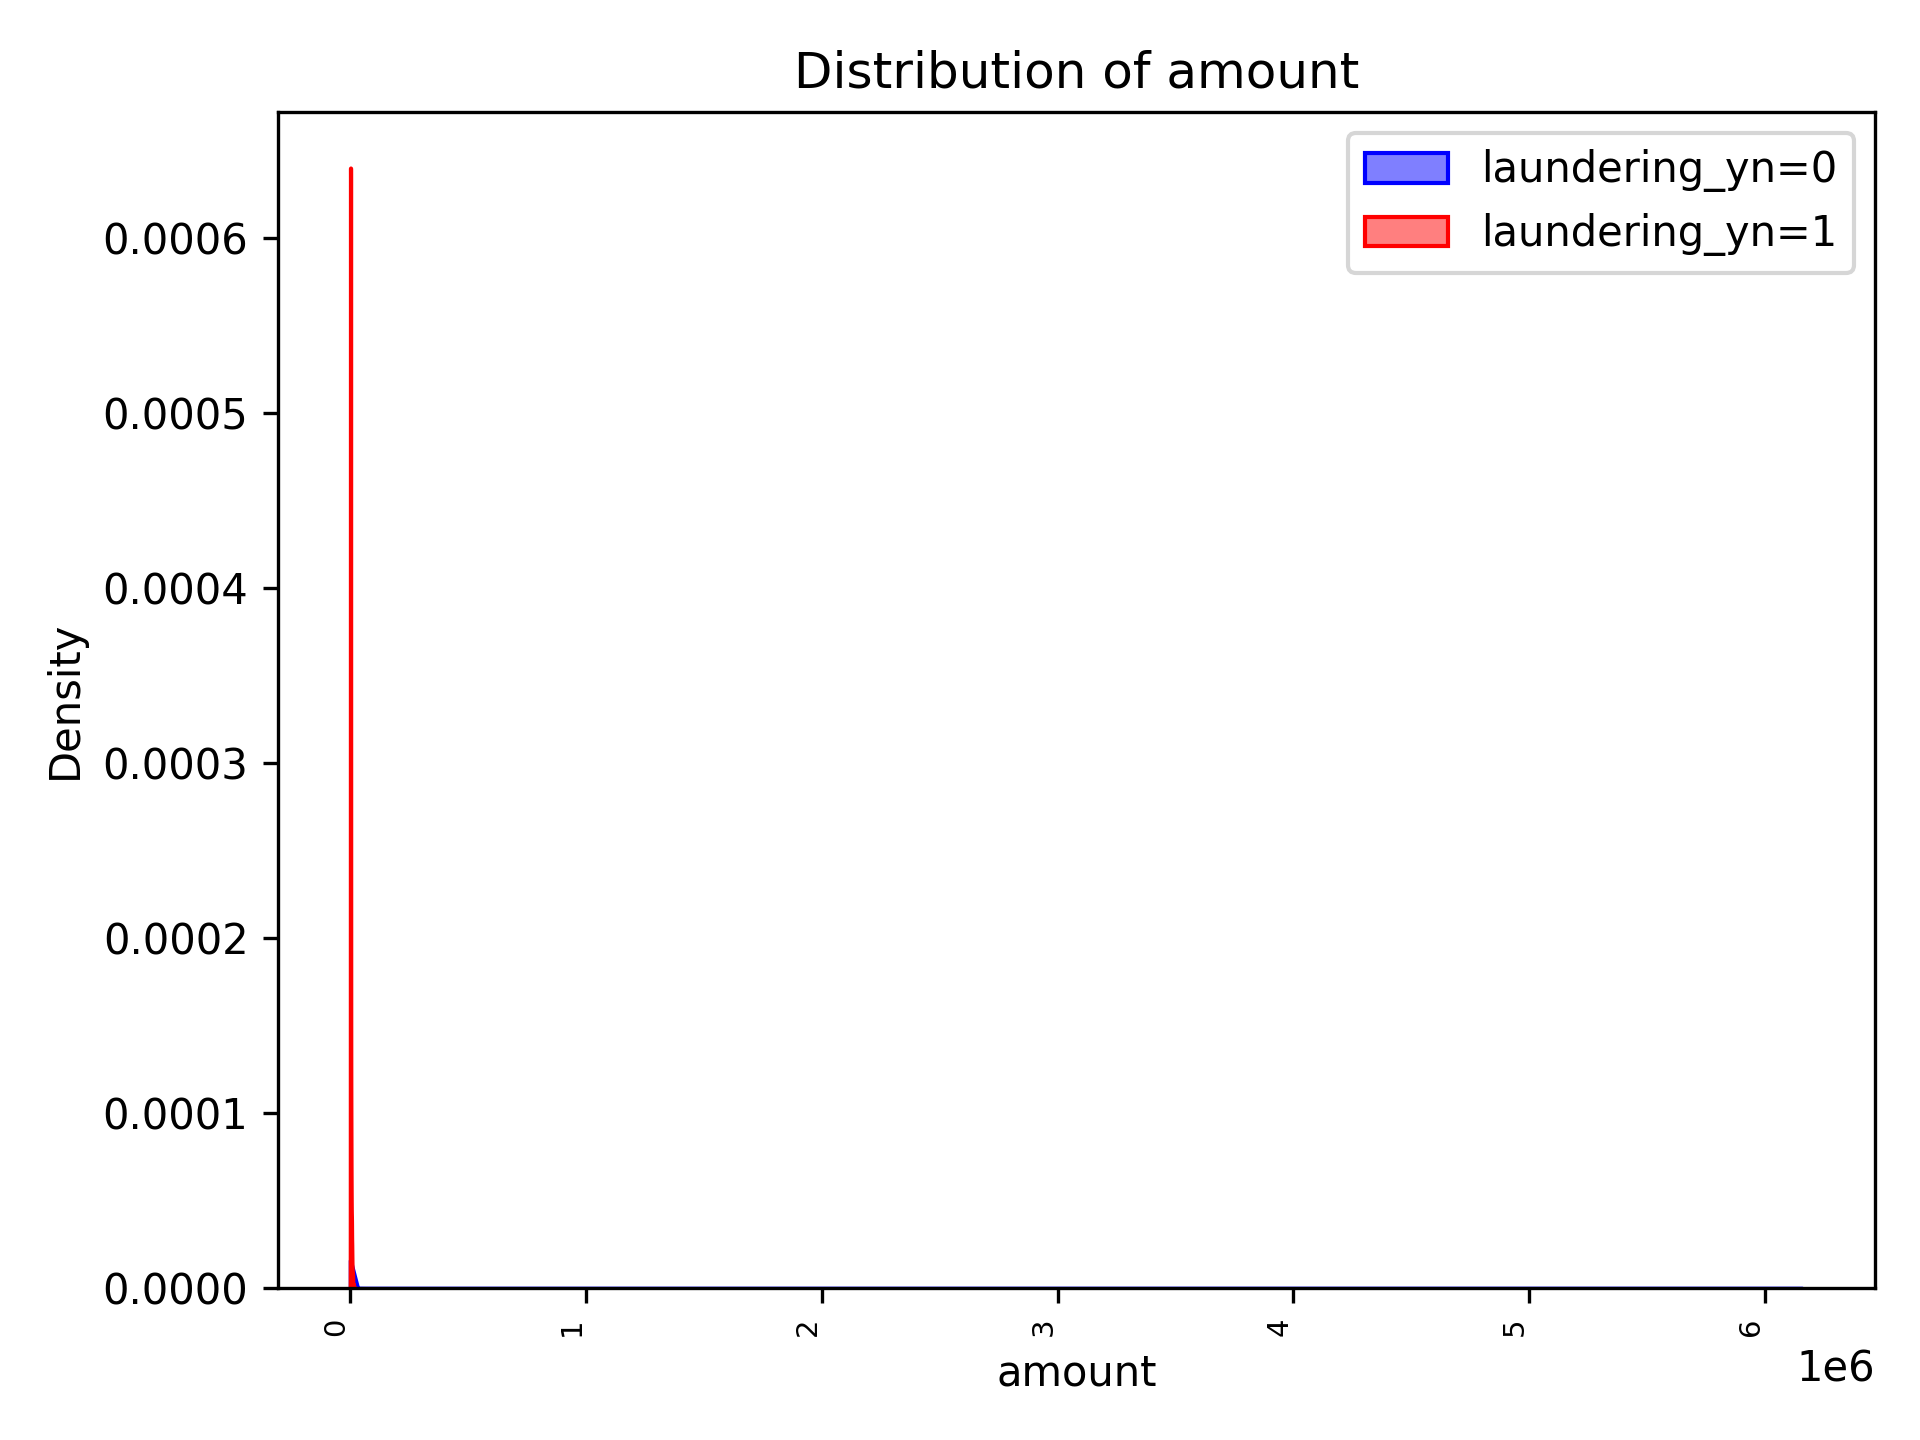 Distribution of amount
laundering_yn=0
laundering_yn=1
Density
0.0006
0.0005
0.0004
0.0003
0.0002
0.0001
0.0000
0 1 2 3 4 5 6
1e6
amount